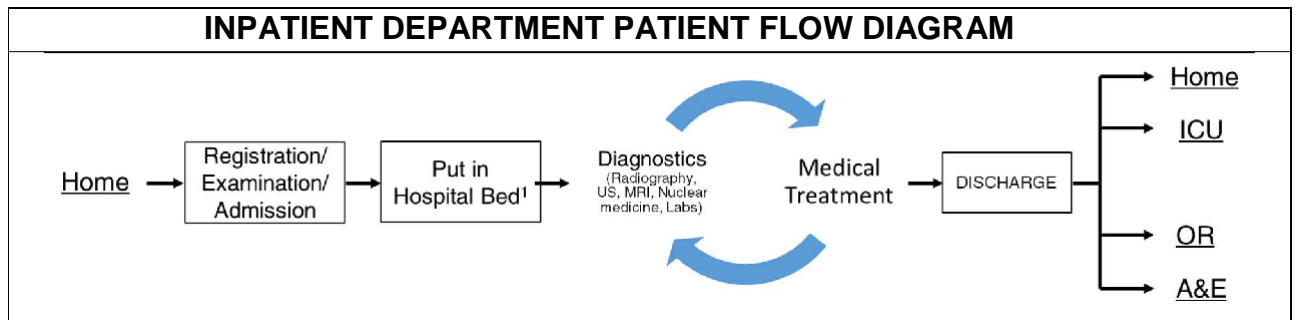 INPATIENT DEPARTMENT PATIENT FLOW DIAGRAM
Home
Registration/
Examination/
Admission
Put in
Hospital Bed¹
Diagnostics
(Radiography,
US, MRI, Nuclear
medicine, Labs)
Medical
Treatment
DISCHARGE
Home
ICU
OR
A&E